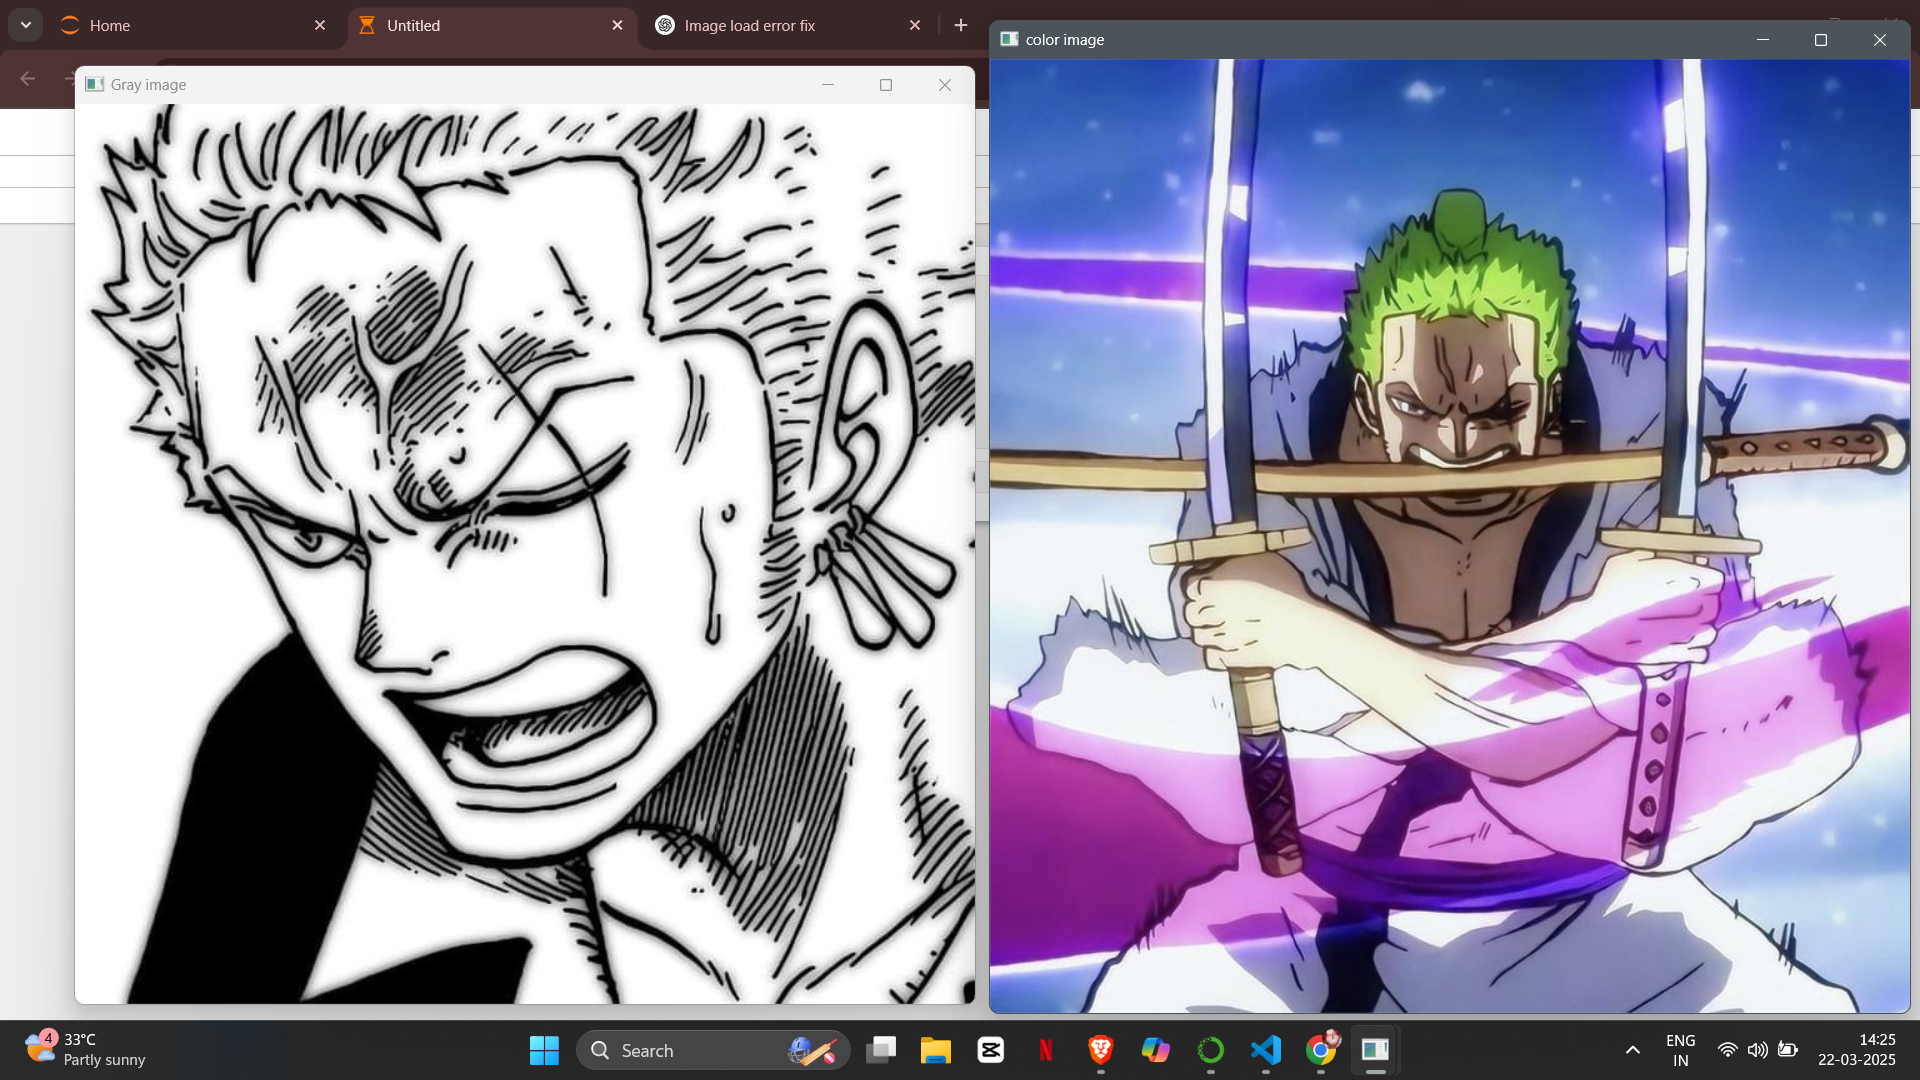 Home
Untitled
Image load error fix
color image
Gray image
4
33°C
Partly sunny
Search
N
ENG
IN
14:25
22-03-2025